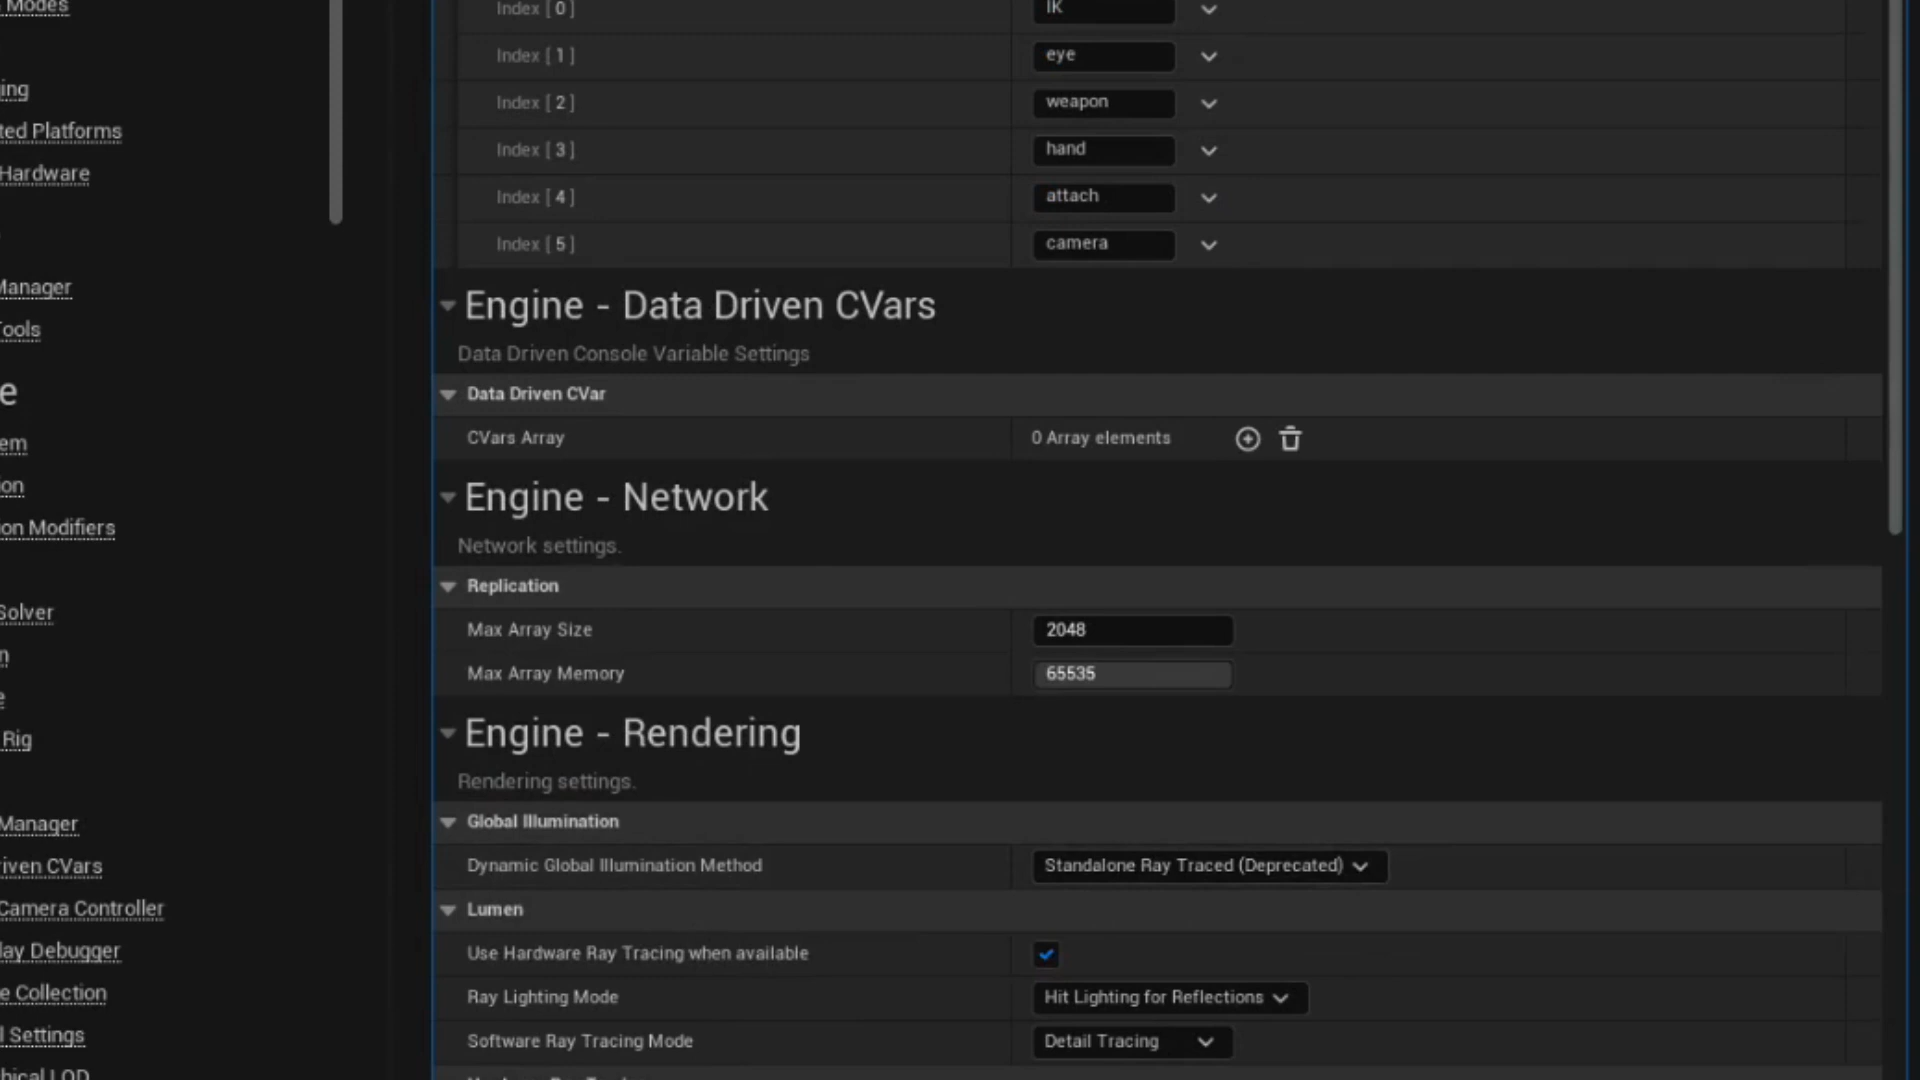 Modes
ing
ted Platforms
Hardware
Manager
Tools
e
em
ion
ion Modifiers
Solver
n
e
Rig
Manager
riven CVars
Camera Controller
lay Debugger
e Collection
l Settings
hical LOD
Index [ 0 ] IK
Index [ 1 ] eye
Index [ 2 ] weapon
Index [ 3 ] hand
Index [ 4 ] attach
Index [ 5 ] camera
Engine - Data Driven CVars
Data Driven Console Variable Settings
Data Driven CVar
CVars Array 0 Array elements
Engine - Network
Network settings.
Replication
Max Array Size 2048
Max Array Memory 65535
Engine - Rendering
Rendering settings.
Global Illumination
Dynamic Global Illumination Method Standalone Ray Traced (Deprecated)
Lumen
Use Hardware Ray Tracing when available
Ray Lighting Mode Hit Lighting for Reflections
Software Ray Tracing Mode Detail Tracing